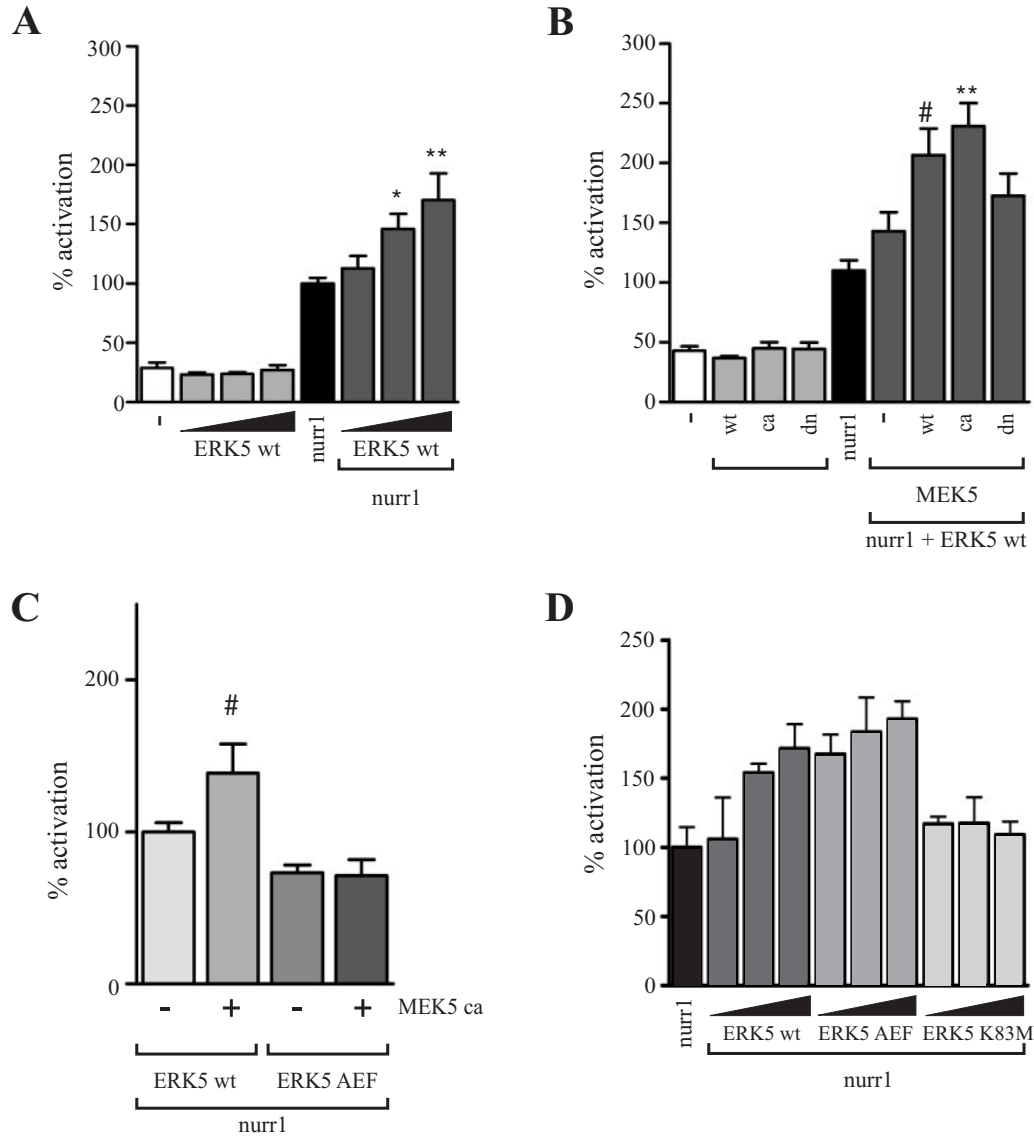 A
% activation
300
250
200
150
100
50
0
*
**
-
ERK5 wt
nurr1
ERK5 wt
nurr1
B
% activation
300
250
200
150
100
50
0
#
**
-
wt
ca
dn
nurr1
-
wt
ca
dn
MEK5
nurr1 + ERK5 wt
C
% activation
200
100
0
#
- + - + MEK5 ca
ERK5 wt ERK5 AEF
nurr1
D
% activation
250
200
150
100
50
0
nurr1
ERK5 wt ERK5 AEF ERK5 K83M
nurr1